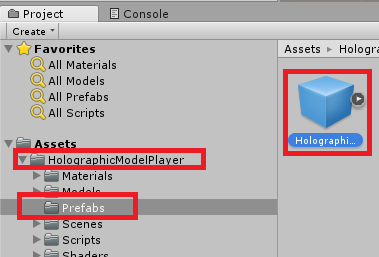 Project
Console
Create
Favorites
All Materials
All Models
All Prefabs
All Scripts
Assets
HolographicModelPlayer
Materials
Models
Prefabs
Scenes
Scripts
Shaders
Assets
Holographi...